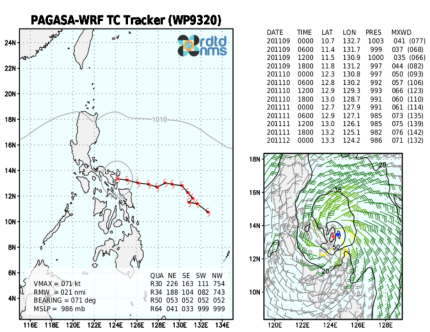 PAGASA-WRF TC Tracker (WP9320)
rdtd
nms
24N
22N
20N
18N
16N
14N
12N
10N
8N
6N
4N
1010
VMAX = 071 kt
RMW = 021 nmi
BEARING = 071 deg
MSLP = 986 mb
QUA NE SE SW NW
R30 226 163 111 754
R34 188 104 082 743
R50 053 052 052 052
R64 041 033 999 999
116E 118E 120E 122E 124E 126E 128E 130E 132E 134E
DATE TIME LAT LON PRES MXWD
201109 0000 10.7 132.7 1003 041 (077)
201109 0600 11.4 131.7 999 037 (068)
201109 1200 11.5 130.9 1000 035 (066)
201109 1800 11.8 131.2 997 044 (082)
201110 0000 12.3 130.8 997 050 (093)
201110 0600 12.8 130.2 992 057 (106)
201110 1200 12.9 129.3 993 066 (123)
201110 1800 13.0 128.7 991 060 (110)
201111 0000 12.7 127.9 991 061 (114)
201111 0600 12.9 127.1 985 073 (135)
201111 1200 13.0 126.1 985 075 (139)
201111 1800 13.2 125.1 982 076 (142)
201112 0000 13.3 124.2 986 071 (132)
18N
16N
14N
12N
10N
120E 122E 124E 126E 128E